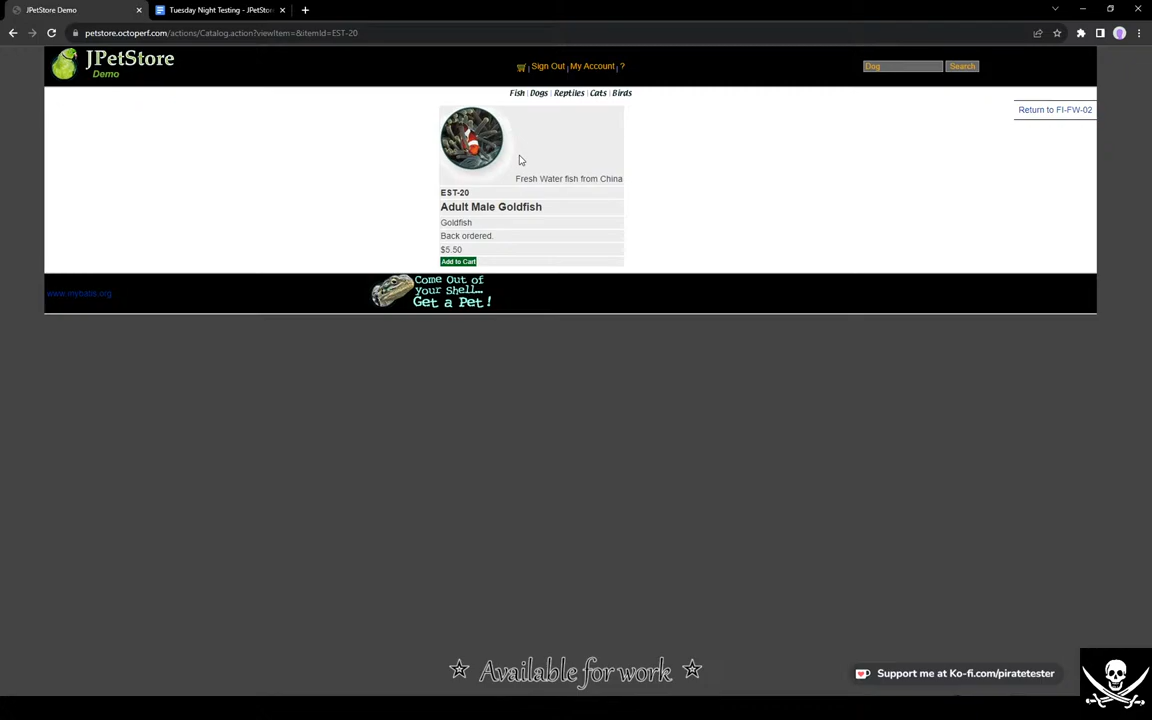 JPetStore Demo
Tuesday Night Testing - JPetStor
petstore.octoperf.com/actions/Catalog.action?viewItem=&itemId=EST-20
JPetStore
Demo
Sign Out | My Account | ?
Dog
Search
Fish | Dogs | Reptiles | Cats | Birds
Return to FI-FW-02
Fresh Water fish from China
EST-20
Adult Male Goldfish
Goldfish
Back ordered.
$5.50
Add to Cart
www.mybatis.org
Come Out of
your Shell...
Get a Pet!
Available for work
Support me at Ko-fi.com/piratetester